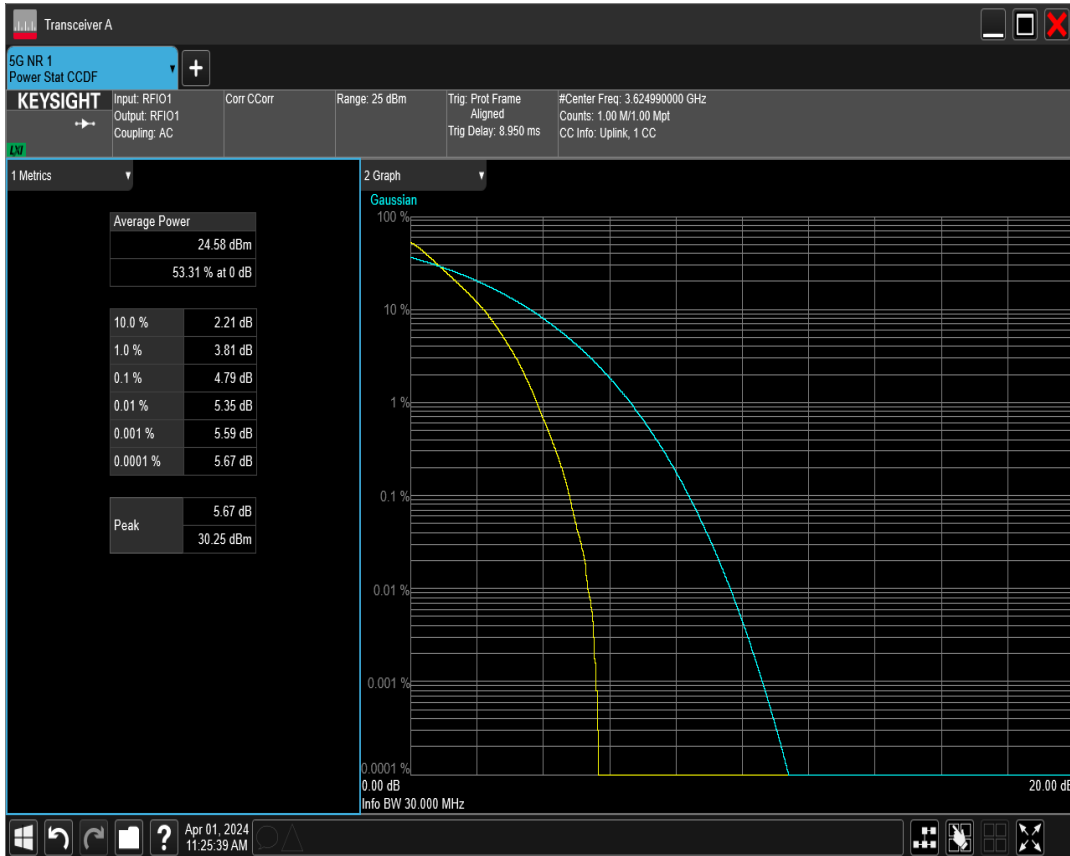 Transceiver A
5G NR 1
Power Stat CCDF
KEYSIGHT
LXI
Input: RFIO1
Output: RFIO1
Coupling: AC
Corr CCorr
Range: 25 dBm
Trig: Prot Frame
Aligned
Trig Delay: 8.950 ms
#Center Freq: 3.624990000 GHz
Counts: 1.00 M/1.00 Mpt
CC Info: Uplink, 1 CC
1 Metrics
Average Power
24.58 dBm
53.31 % at 0 dB
10.0 % 2.21 dB
1.0 % 3.81 dB
0.1 % 4.79 dB
0.01 % 5.35 dB
0.001 % 5.59 dB
0.0001 % 5.67 dB
Peak
5.67 dB
30.25 dBm
2 Graph
Gaussian
100 %
10 %
1 %
0.1 %
0.01 %
0.001 %
0.0001 %
0.00 dB 20.00 dB
Info BW 30.000 MHz
?
Apr 01, 2024
11:25:39 AM